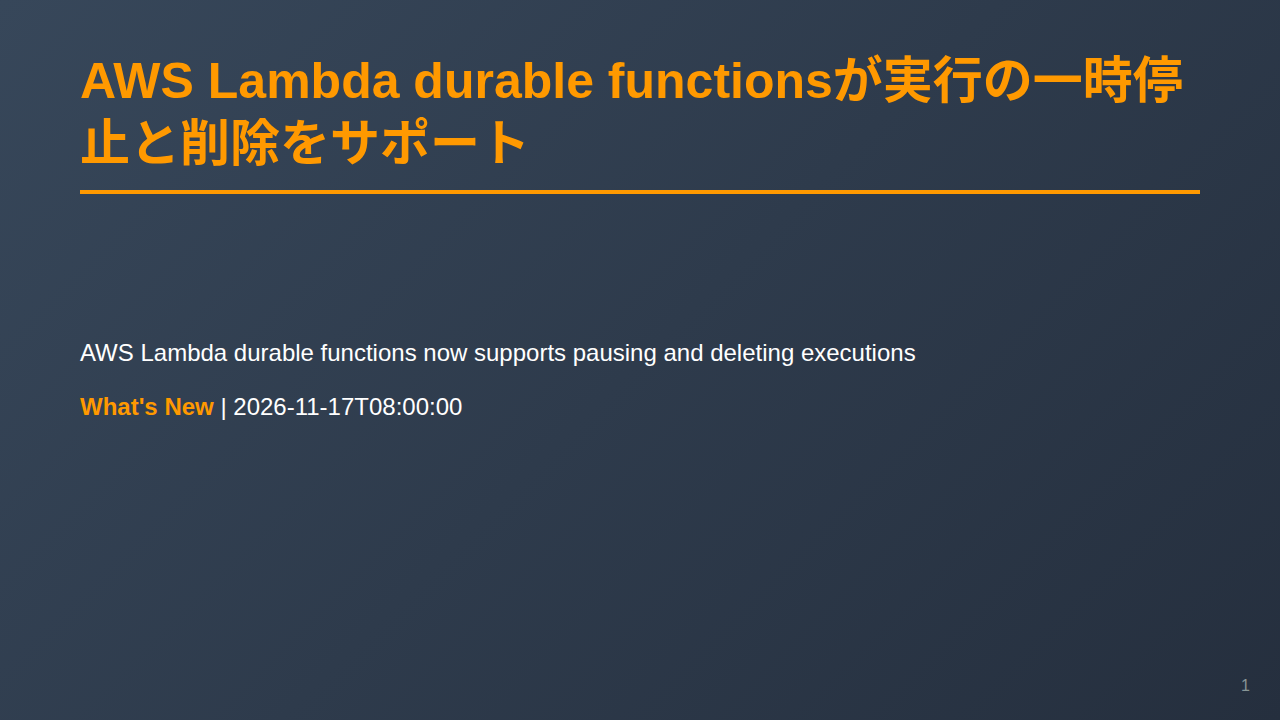 AWS Lambda durable functionsが実行の一時停
止と削除をサポート
AWS Lambda durable functions now supports pausing and deleting executions
What's New | 2026-11-17T08:00:00
1